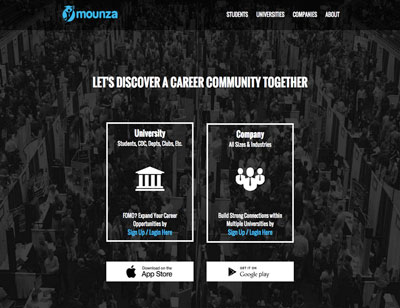 mounza
STUDENTS UNIVERSITIES COMPANIES ABOUT
LET'S DISCOVER A CAREER COMMUNITY TOGETHER
University
Students, CDC, Depts, Clubs, Etc.
FOMO? Expand Your Career
Opportunities by
Sign Up / Login Here
Company
All Sizes & Industries
Build Strong Connections within
Multiple Universities by
Sign Up / Login Here
Download on the
App Store
GET IT ON
Google play